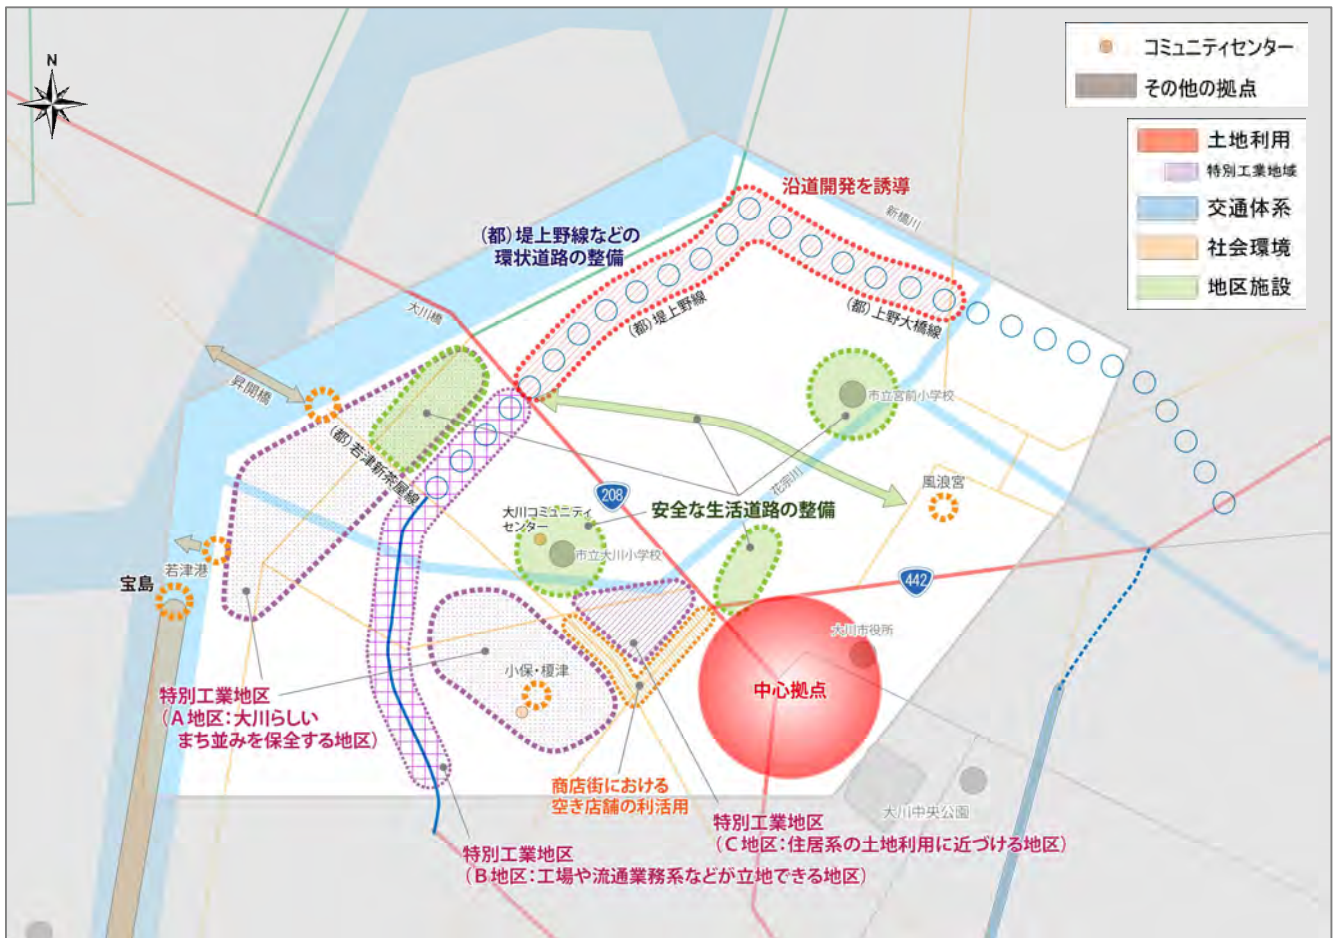 N
コミュニティセンター
その他の拠点
土地利用
特別工業地域
交通体系
社会環境
地区施設
沿道開発を誘導
新橋川
(都)堤上野線などの
環状道路の整備
大川橋
(都)堤上野線
(都)上野大橋線
昇開橋
市立宮前小学校
(都)若津新茶屋線
208
花宗川
風浪宮
安全な生活道路の整備
大川コミュニティ
センター
市立大川小学校
若津港
宝島
442
大川市役所
中心拠点
小保・榎津
特別工業地区
(A地区:大川らしい
まち並みを保全する地区)
商店街における
空き店舗の利活用
大川中央公園
特別工業地区
(C地区:住居系の土地利用に近づける地区)
特別工業地区
(B地区:工場や流通業務系などが立地できる地区)